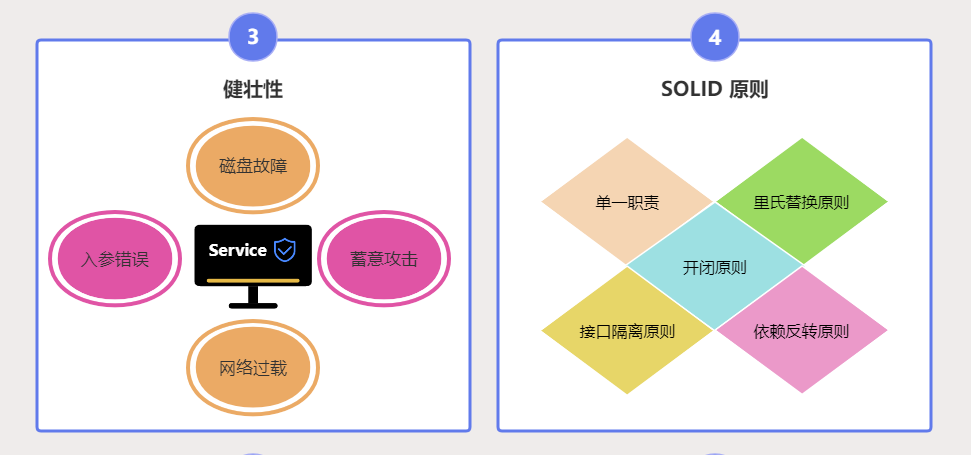 3
健壮性
磁盘故障
入参错误
Service
蓄意攻击
网络过载
4
SOLID 原则
单一职责
里氏替换原则
开闭原则
接口隔离原则
依赖反转原则